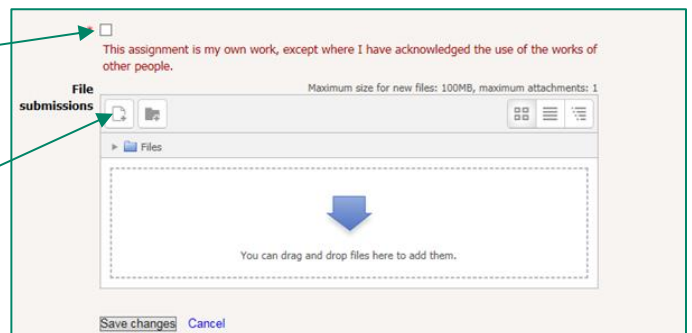 *
This assignment is my own work, except where I have acknowledged the use of the works of
other people.
File
submissions
Maximum size for new files: 100MB, maximum attachments: 1
Files
You can drag and drop files here to add them.
Save changes Cancel